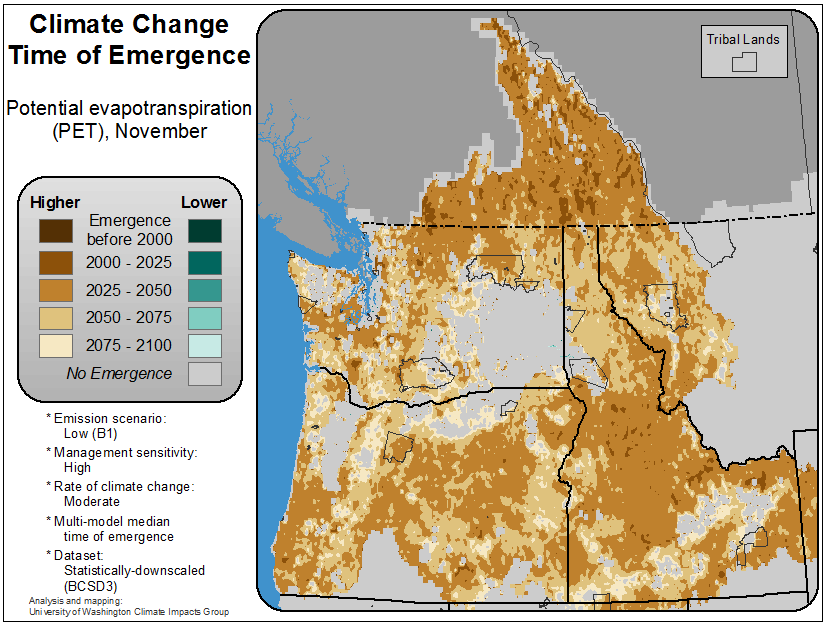 Climate Change
Time of Emergence
Potential evapotranspiration
(PET), November
Higher Lower
Emergence
before 2000
2000 - 2025
2025 - 2050
2050 - 2075
2075 - 2100
No Emergence
* Emission scenario:
Low (B1)
* Management sensitivity:
High
* Rate of climate change:
Moderate
* Multi-model median
time of emergence
* Dataset:
Statistically-downscaled
(BCSD3)
Analysis and mapping:
University of Washington Climate Impacts Group
Tribal Lands